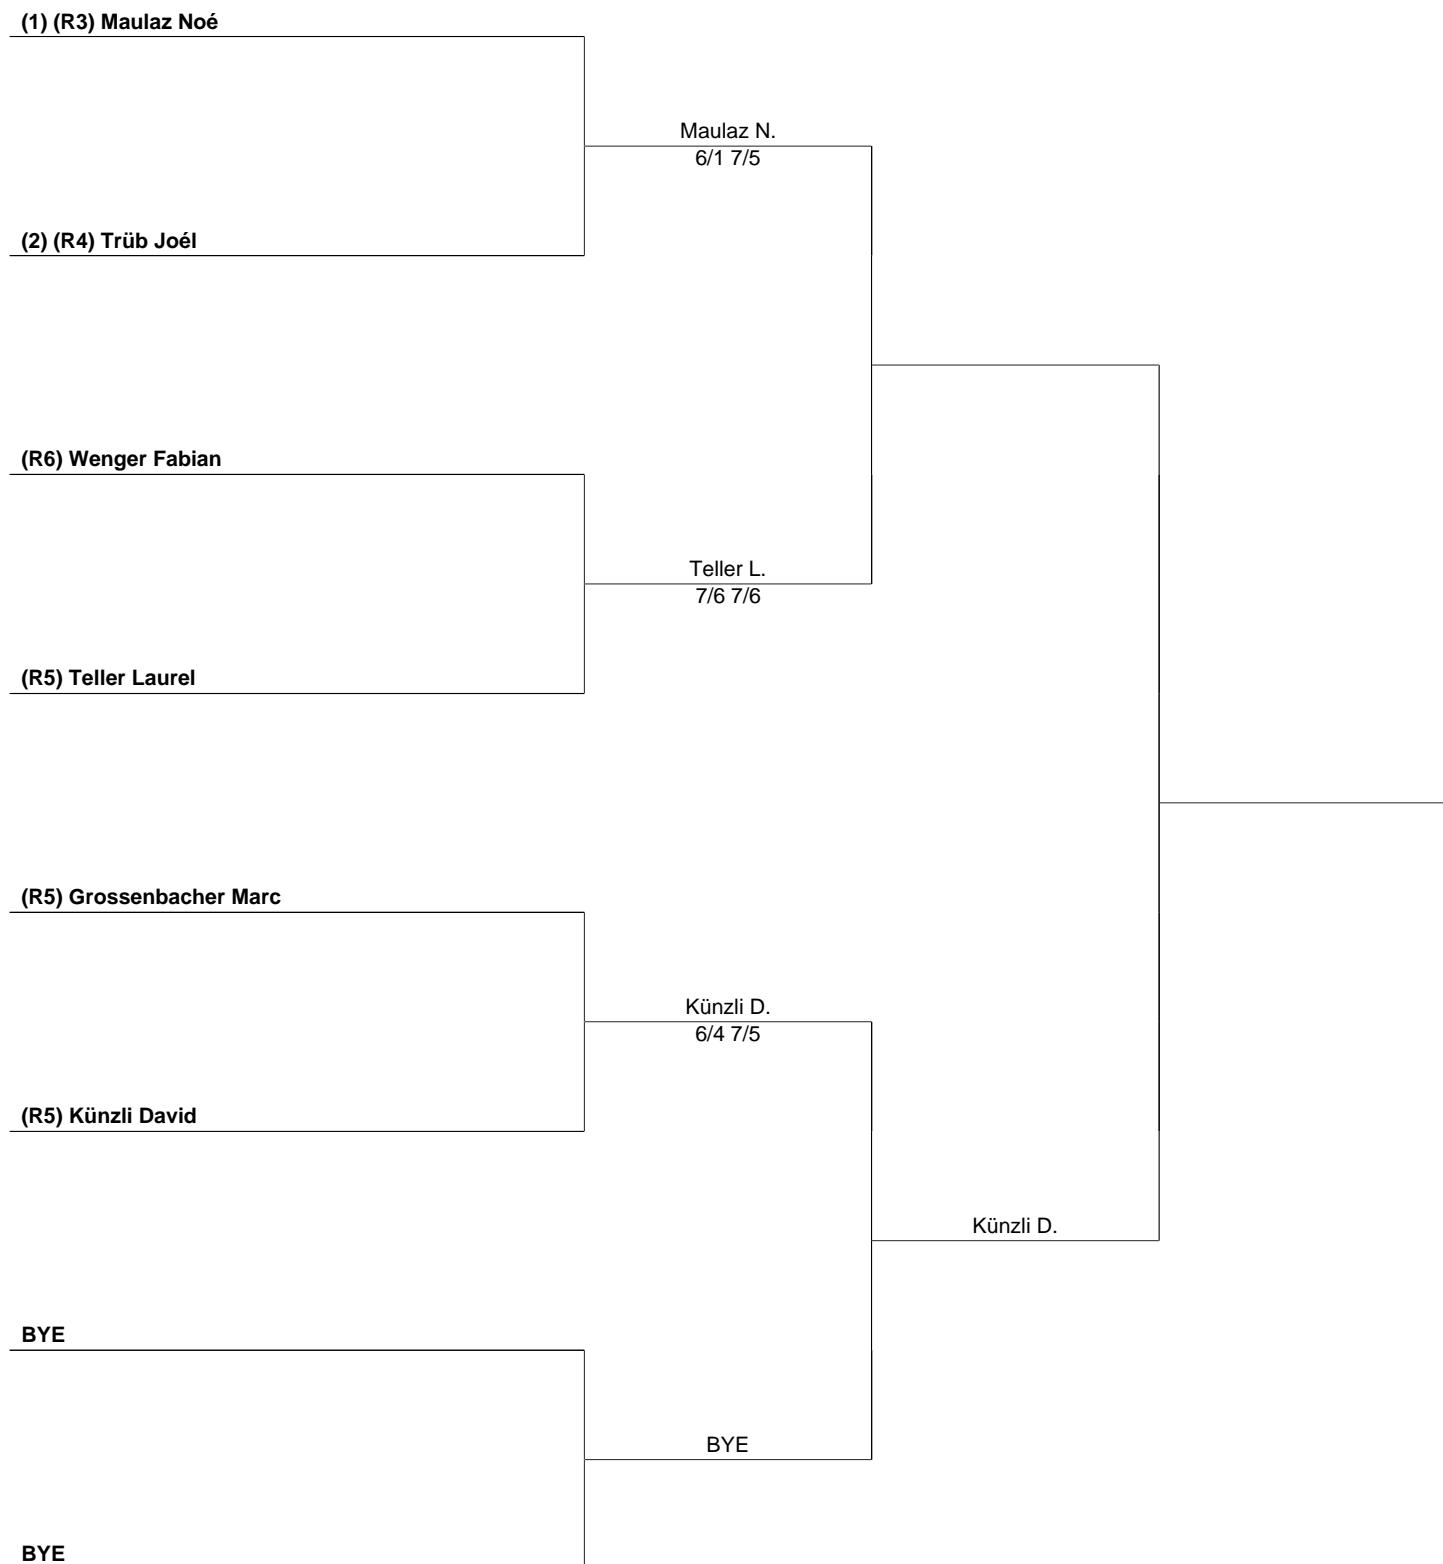 (1) (R3) Maulaz Noé
Maulaz N.
6/1 7/5
(2) (R4) Trüb Joél
(R6) Wenger Fabian
Teller L.
7/6 7/6
(R5) Teller Laurel
(R5) Grossenbacher Marc
Künzli D.
6/4 7/5
(R5) Künzli David
Künzli D.
BYE
BYE
BYE